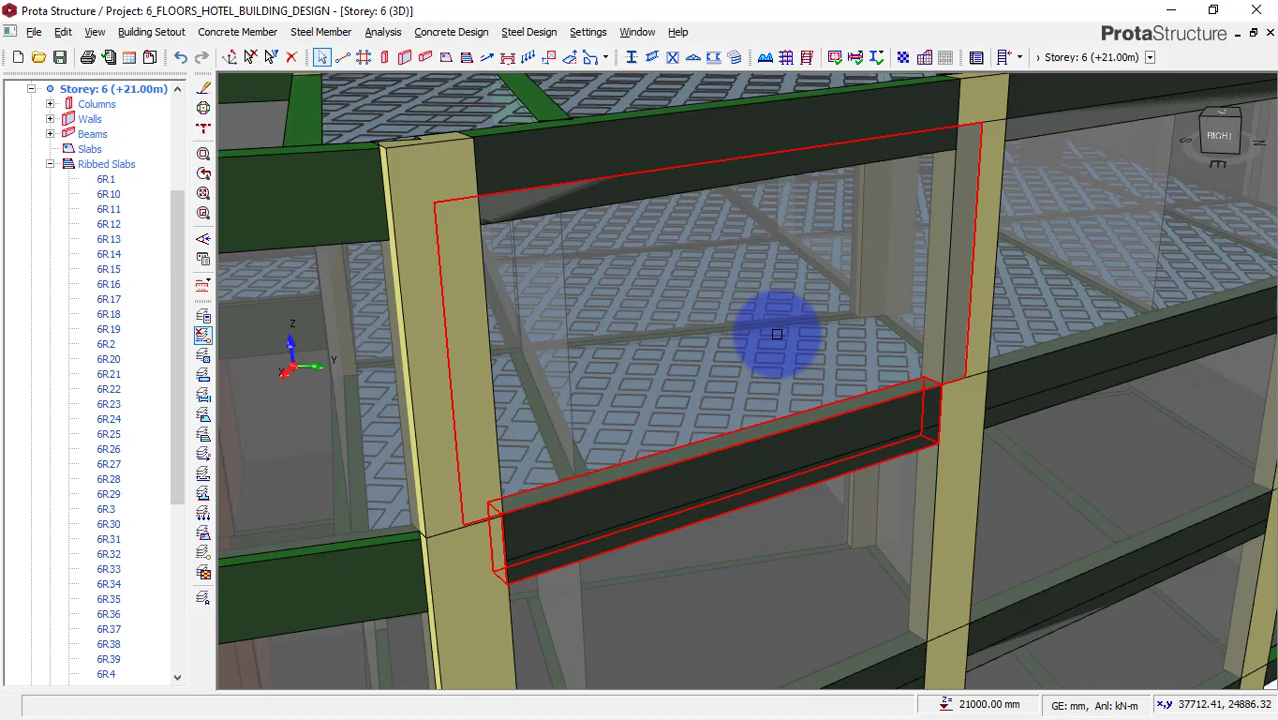 Prota Structure / Project: 6_FLOORS_HOTEL_BUILDING_DESIGN - [Storey: 6 (3D)]
File Edit View Building Setout Concrete Member Steel Member Analysis Concrete Design Steel Design Settings Window Help
ProtaStructure
Storey: 6 (+21.00m)
Storey: 6 (+21.00m)
Columns
Walls
Beams
Slabs
Ribbed Slabs
6R1
6R10
6R11
6R12
6R13
6R14
6R15
6R16
6R17
6R18
6R19
6R2
6R20
6R21
6R22
6R23
6R24
6R25
6R26
6R27
6R28
6R29
6R3
6R30
6R31
6R32
6R33
6R34
6R35
6R36
6R37
6R38
6R39
6R4
RIGHT
Z
Y
X
Z= 21000.00 mm
GE: mm, Anl: kN-m
x,y 37712.41, 24886.32